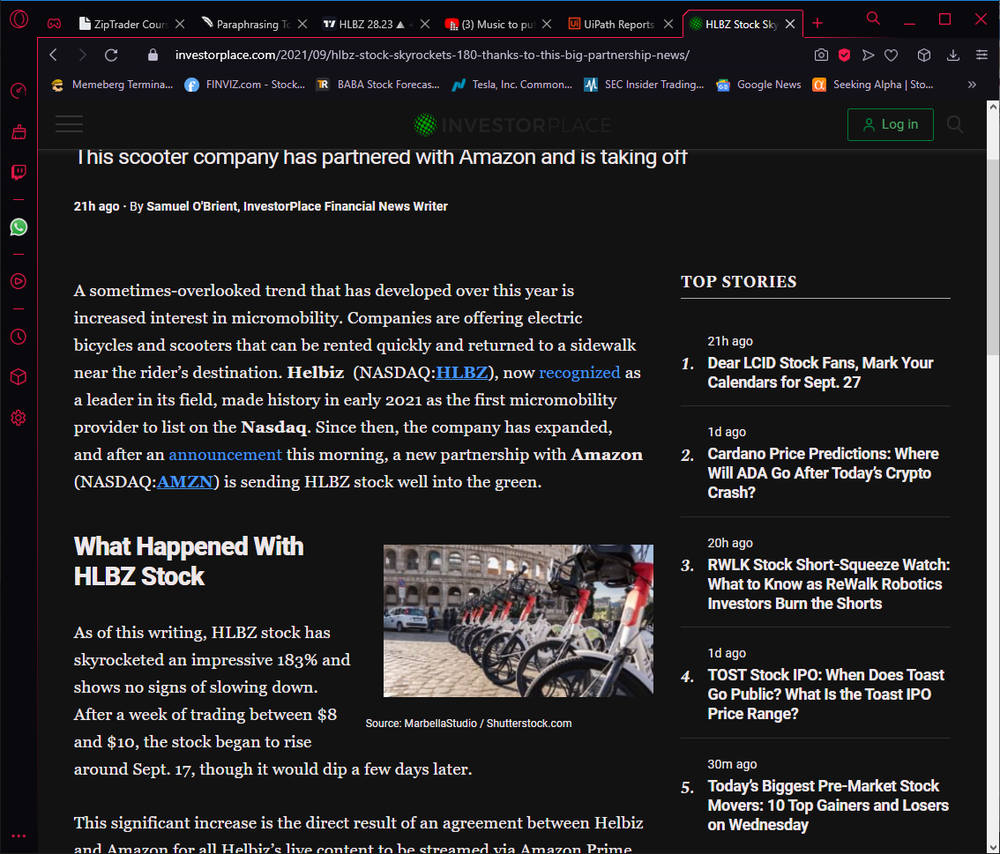 ZipTrader Cours
Paraphrasing To
HLBZ 28.23 ▲
(3) Music to pu
UiPath Reports
HLBZ Stock Sky
investorplace.com/2021/09/hlbz-stock-skyrockets-180-thanks-to-this-big-partnership-news/
Memeberg Termina...
FINVIZ.com - Stock...
BABA Stock Forecas...
Tesla, Inc. Common...
SEC Insider Trading...
Google News
Seeking Alpha | Sto...
INVESTORPLACE
Log in
This scooter company has partnered with Amazon and is taking off
21h ago · By Samuel O'Brient, InvestorPlace Financial News Writer
A sometimes-overlooked trend that has developed over this year is
increased interest in micromobility. Companies are offering electric
bicycles and scooters that can be rented quickly and returned to a sidewalk
near the rider’s destination. Helbiz (NASDAQ:HLBZ), now recognized as
a leader in its field, made history in early 2021 as the first micromobility
provider to list on the Nasdaq. Since then, the company has expanded,
and after an announcement this morning, a new partnership with Amazon
(NASDAQ:AMZN) is sending HLBZ stock well into the green.
What Happened With
HLBZ Stock
As of this writing, HLBZ stock has
skyrocketed an impressive 183% and
shows no signs of slowing down.
After a week of trading between $8
and $10, the stock began to rise
around Sept. 17, though it would dip a few days later.
Source: MarbellaStudio / Shutterstock.com
This significant increase is the direct result of an agreement between Helbiz
and Amazon for all Helbiz’s live content to be streamed via Amazon Prime
TOP STORIES
21h ago
1. Dear LCID Stock Fans, Mark Your
Calendars for Sept. 27
1d ago
2. Cardano Price Predictions: Where
Will ADA Go After Today’s Crypto
Crash?
20h ago
3. RWLK Stock Short-Squeeze Watch:
What to Know as ReWalk Robotics
Investors Burn the Shorts
1d ago
4. TOST Stock IPO: When Does Toast
Go Public? What Is the Toast IPO
Price Range?
30m ago
5. Today’s Biggest Pre-Market Stock
Movers: 10 Top Gainers and Losers
on Wednesday